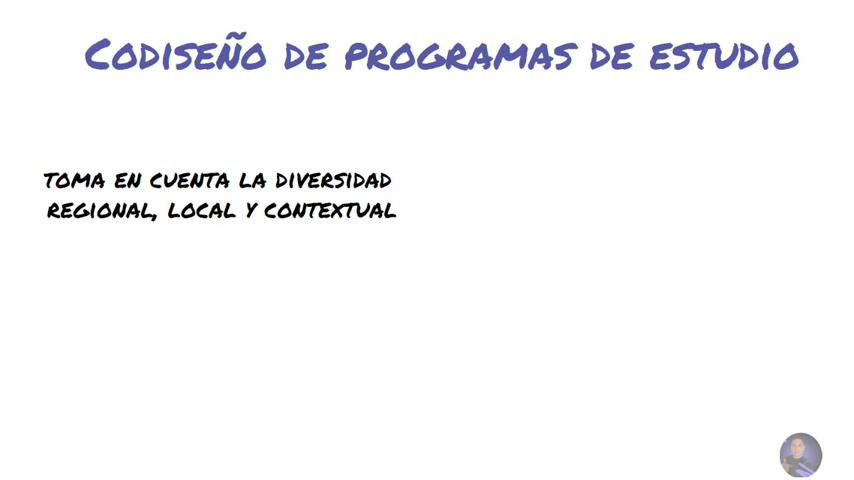 Codiseño de programas de estudio
toma en cuenta la diversidad
regional, local y contextual